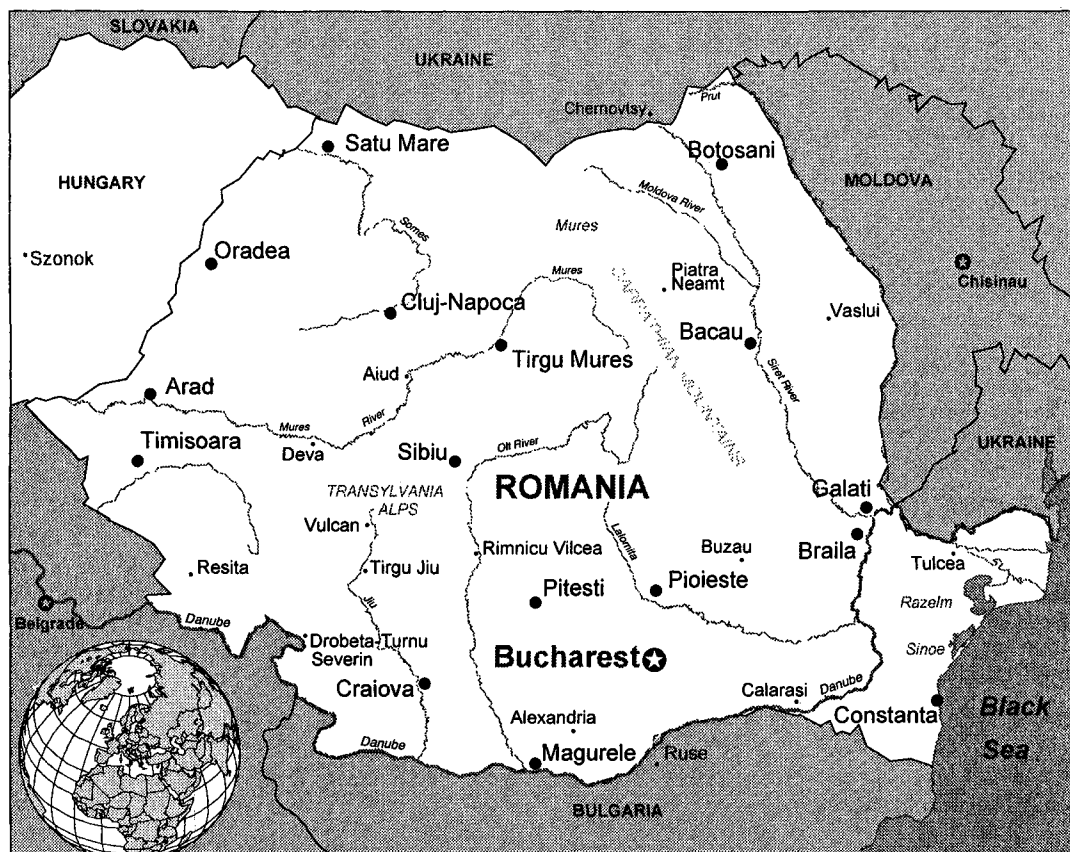 SLOVAKIA
UKRAINE
Chernovtsy
Prut
Satu Mare
Botosani
HUNGARY
MOLDOVA
Moldova River
Somes
Mures
Szonok
Oradea
Chisinau
Mures
Piatra
Neamt
CARPATHIAN MOUNTAINS
Cluj-Napoca
Vaslui
Bacau
Tirgu Mures
Aiud
Siret River
Arad
River
Mures
Timisoara
Deva
Sibiu
Olt River
UKRAINE
ROMANIA
TRANSYLVANIA
ALPS
Galati
Vulcan
Lalomita
Rimnicu Vilcea
Buzau
Braila
Tulcea
Resita
Tirgu Jiu
Pitesti
Pioieste
Razelm
Jiu
Belgrade
Danube
Drobeta-Turnu
Severin
Bucharest
Sinoe
Craiova
Calarasi
Danube
Constanta
Black
Sea
Alexandria
Danube
Magurele
Ruse
BULGARIA